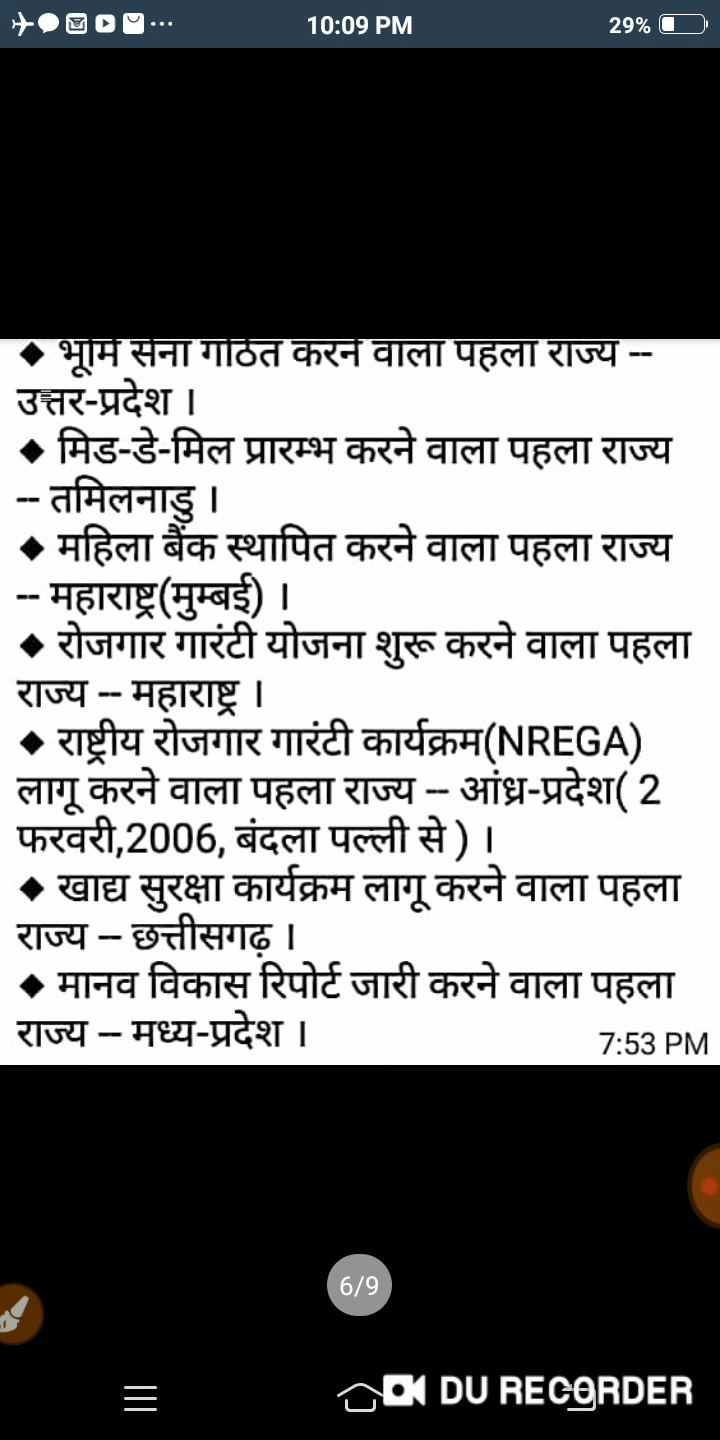 10:09 PM
29%
◆ भूमि सेना गठित करने वाला पहला राज्य --
उत्तर-प्रदेश ।
◆ मिड-डे-मिल प्रारम्भ करने वाला पहला राज्य
-- तमिलनाडु ।
◆ महिला बैंक स्थापित करने वाला पहला राज्य
-- महाराष्ट्र(मुम्बई) ।
◆ रोजगार गारंटी योजना शुरू करने वाला पहला
राज्य -- महाराष्ट्र ।
◆ राष्ट्रीय रोजगार गारंटी कार्यक्रम(NREGA)
लागू करने वाला पहला राज्य -- आंध्र-प्रदेश( 2
फरवरी,2006, बंदला पल्ली से ) ।
◆ खाद्य सुरक्षा कार्यक्रम लागू करने वाला पहला
राज्य -- छत्तीसगढ़ ।
◆ मानव विकास रिपोर्ट जारी करने वाला पहला
राज्य -- मध्य-प्रदेश ।
7:53 PM
6/9
DU RECORDER